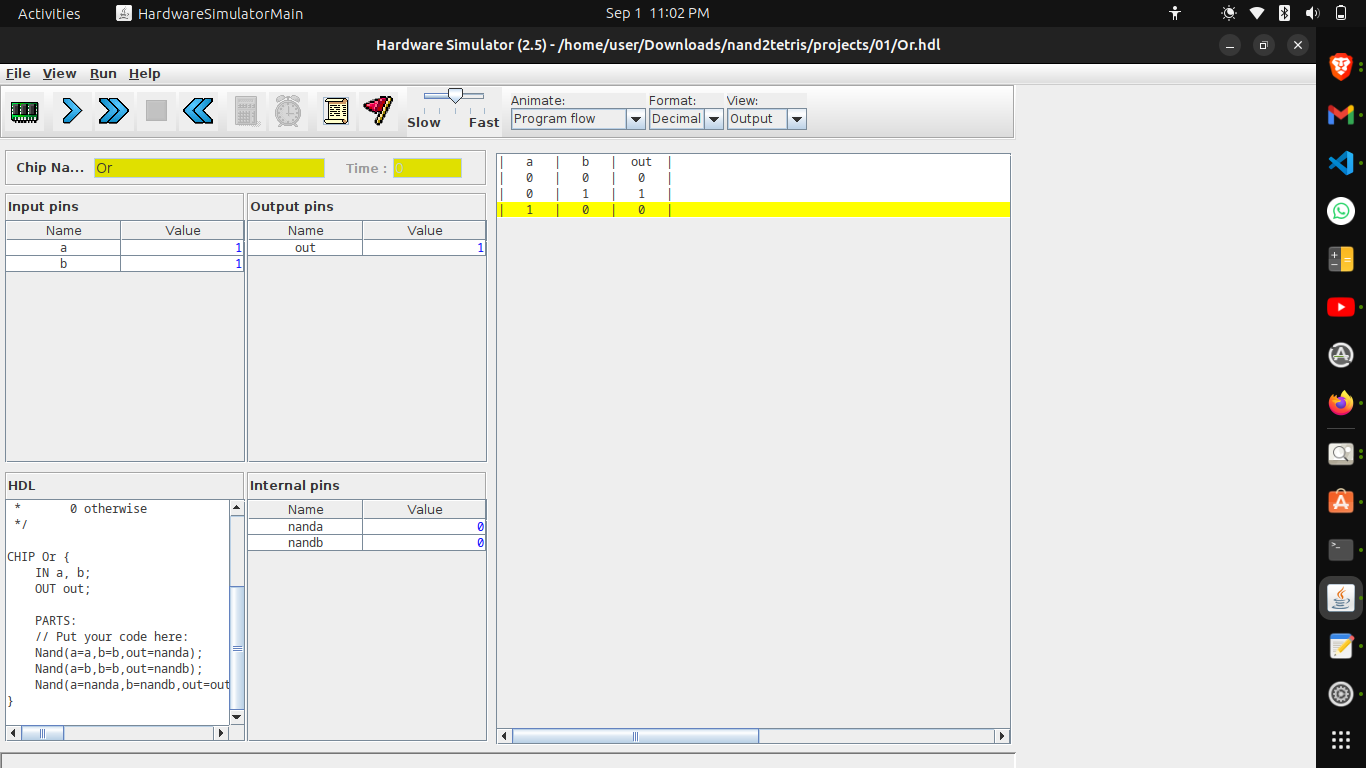 Activities HardwareSimulatorMain Sep 1 11:02 PM
Hardware Simulator (2.5) - /home/user/Downloads/nand2tetris/projects/01/Or.hdl
File View Run Help
Slow Fast
Animate: Format: View:
Program flow Decimal Output
Chip Na... Or Time : 0
Input pins
Name Value
a 1
b 1
Output pins
Name Value
out 1
HDL
* 0 otherwise
*/
CHIP Or {
IN a, b;
OUT out;
PARTS:
// Put your code here:
Nand(a=a,b=b,out=nanda);
Nand(a=b,b=b,out=nandb);
Nand(a=nanda,b=nandb,out=out
}
Internal pins
Name Value
nanda 0
nandb 0
| a | b | out |
| 0 | 0 | 0 |
| 0 | 1 | 1 |
| 1 | 0 | 0 |